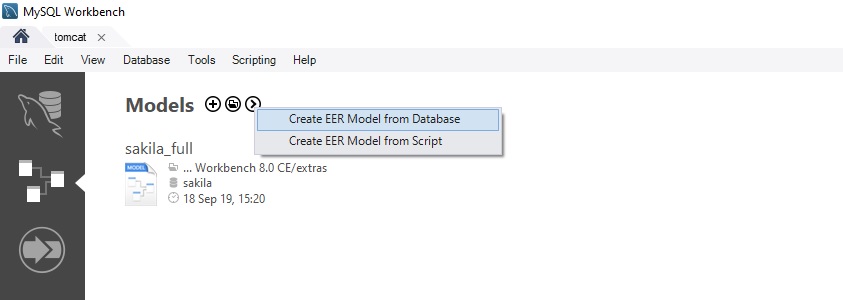 MySQL Workbench
tomcat
File Edit View Database Tools Scripting Help
Models
Create EER Model from Database
Create EER Model from Script
sakila_full
MODEL
... Workbench 8.0 CE/extras
sakila
18 Sep 19, 15:20